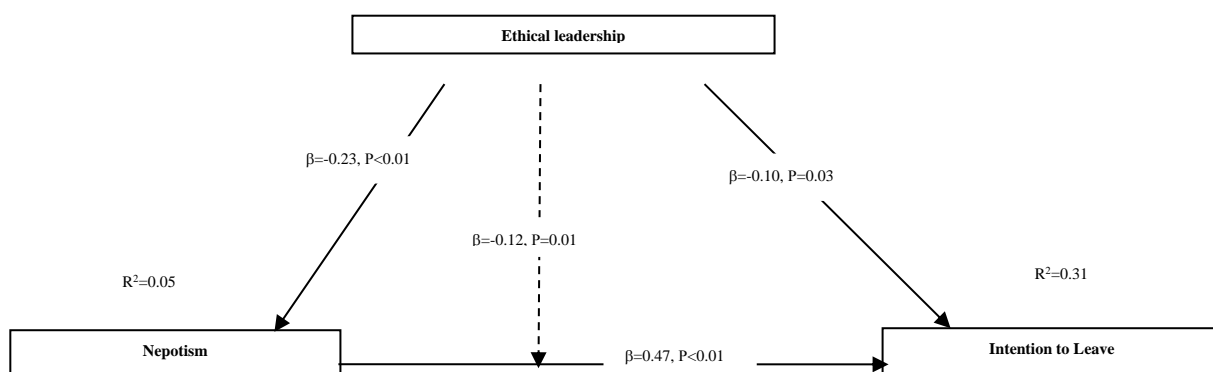 Ethical leadership
β=-0.23, P<0.01
β=-0.10, P=0.03
β=-0.12, P=0.01
R²=0.05
R²=0.31
Nepotism
β=0.47, P<0.01
Intention to Leave